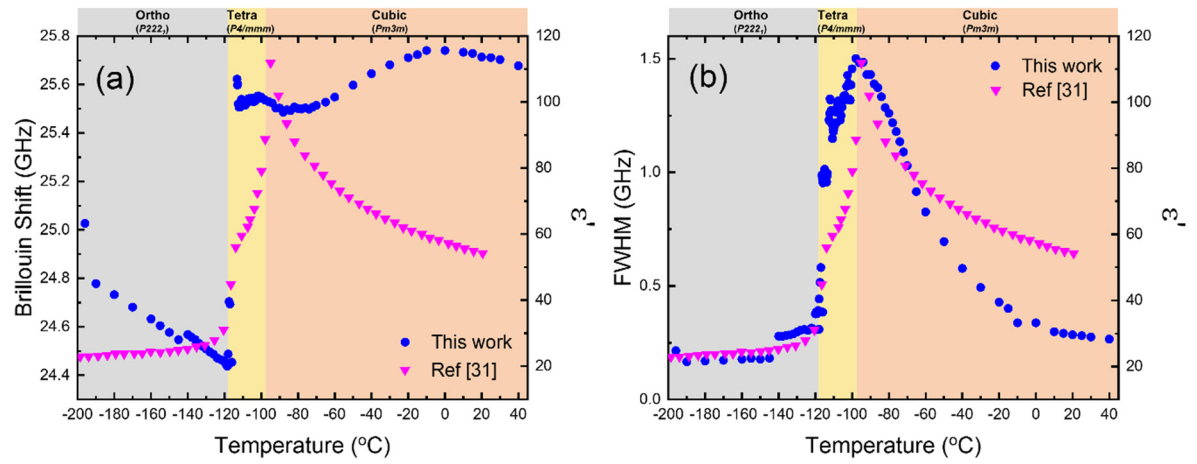 Ortho Tetra Cubic
(P222₁) (P4/mmm) (Pm3m)
25.8
25.6
25.4
25.2
25.0
24.8
24.6
24.4
Brillouin Shift (GHz)
(a)
This work
Ref [31]
120
100
80
60
40
20
ε'
-200 -180 -160 -140 -120 -100 -80 -60 -40 -20 0 20 40
Temperature (°C)
Ortho Tetra Cubic
(P222₁) (P4/mmm) (Pm3m)
1.5
1.0
0.5
0.0
FWHM (GHz)
(b)
This work
Ref [31]
120
100
80
60
40
20
ε'
-200 -180 -160 -140 -120 -100 -80 -60 -40 -20 0 20 40
Temperature (°C)